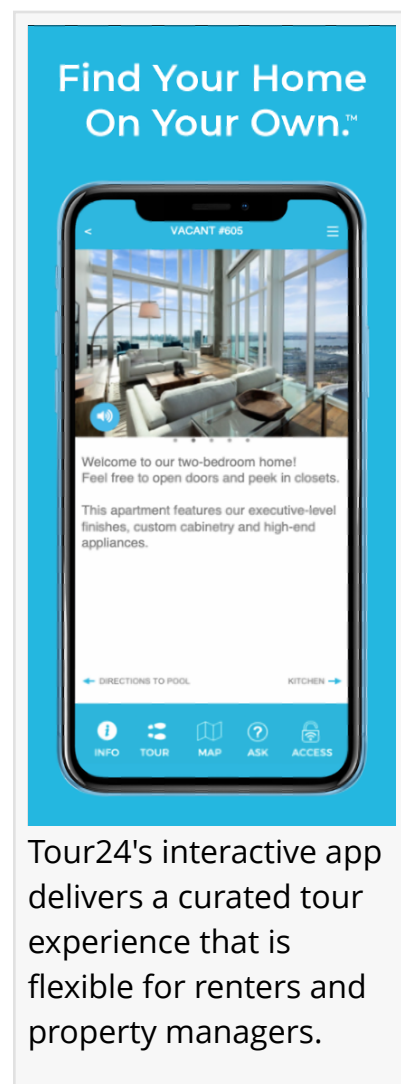 Find Your Home
On Your Own.™
<
VACANT #605
Welcome to our two-bedroom home!
Feel free to open doors and peek in closets.
This apartment features our executive-level
finishes, custom cabinetry and high-end
appliances.
DIRECTIONS TO POOL
KITCHEN
INFO TOUR MAP ASK ACCESS
Tour24's interactive app
delivers a curated tour
experience that is
flexible for renters and
property managers.